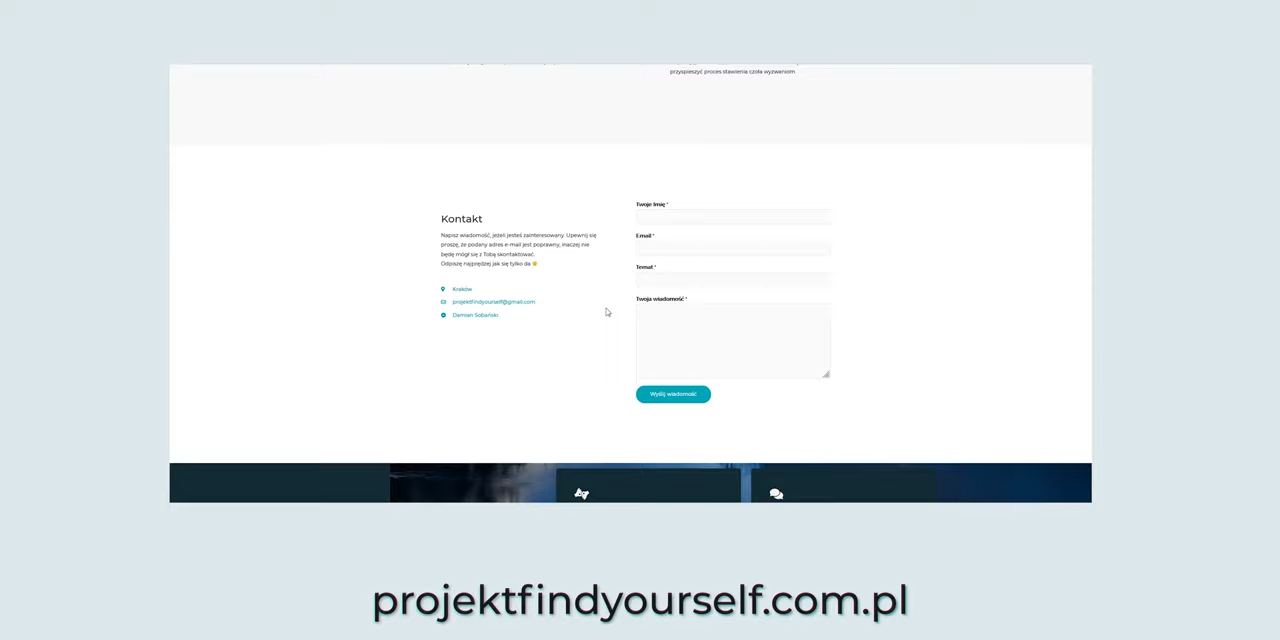 przyspieszyć proces stawienia czoła wyzwaniom
Kontakt
Napisz wiadomość, jeżeli jesteś zainteresowany. Upewnij się
proszę, że podany adres e-mail jest poprawny, inaczej nie
będę mógł się z Tobą skontaktować.
Odpiszę najprędzej jak się tylko da
Kraków
projektfindyourself@gmail.com
Damian Sobański
Twoje Imię *
Email *
Temat *
Twoja wiadomość *
Wyślij wiadomość
projektfindyourself.com.pl